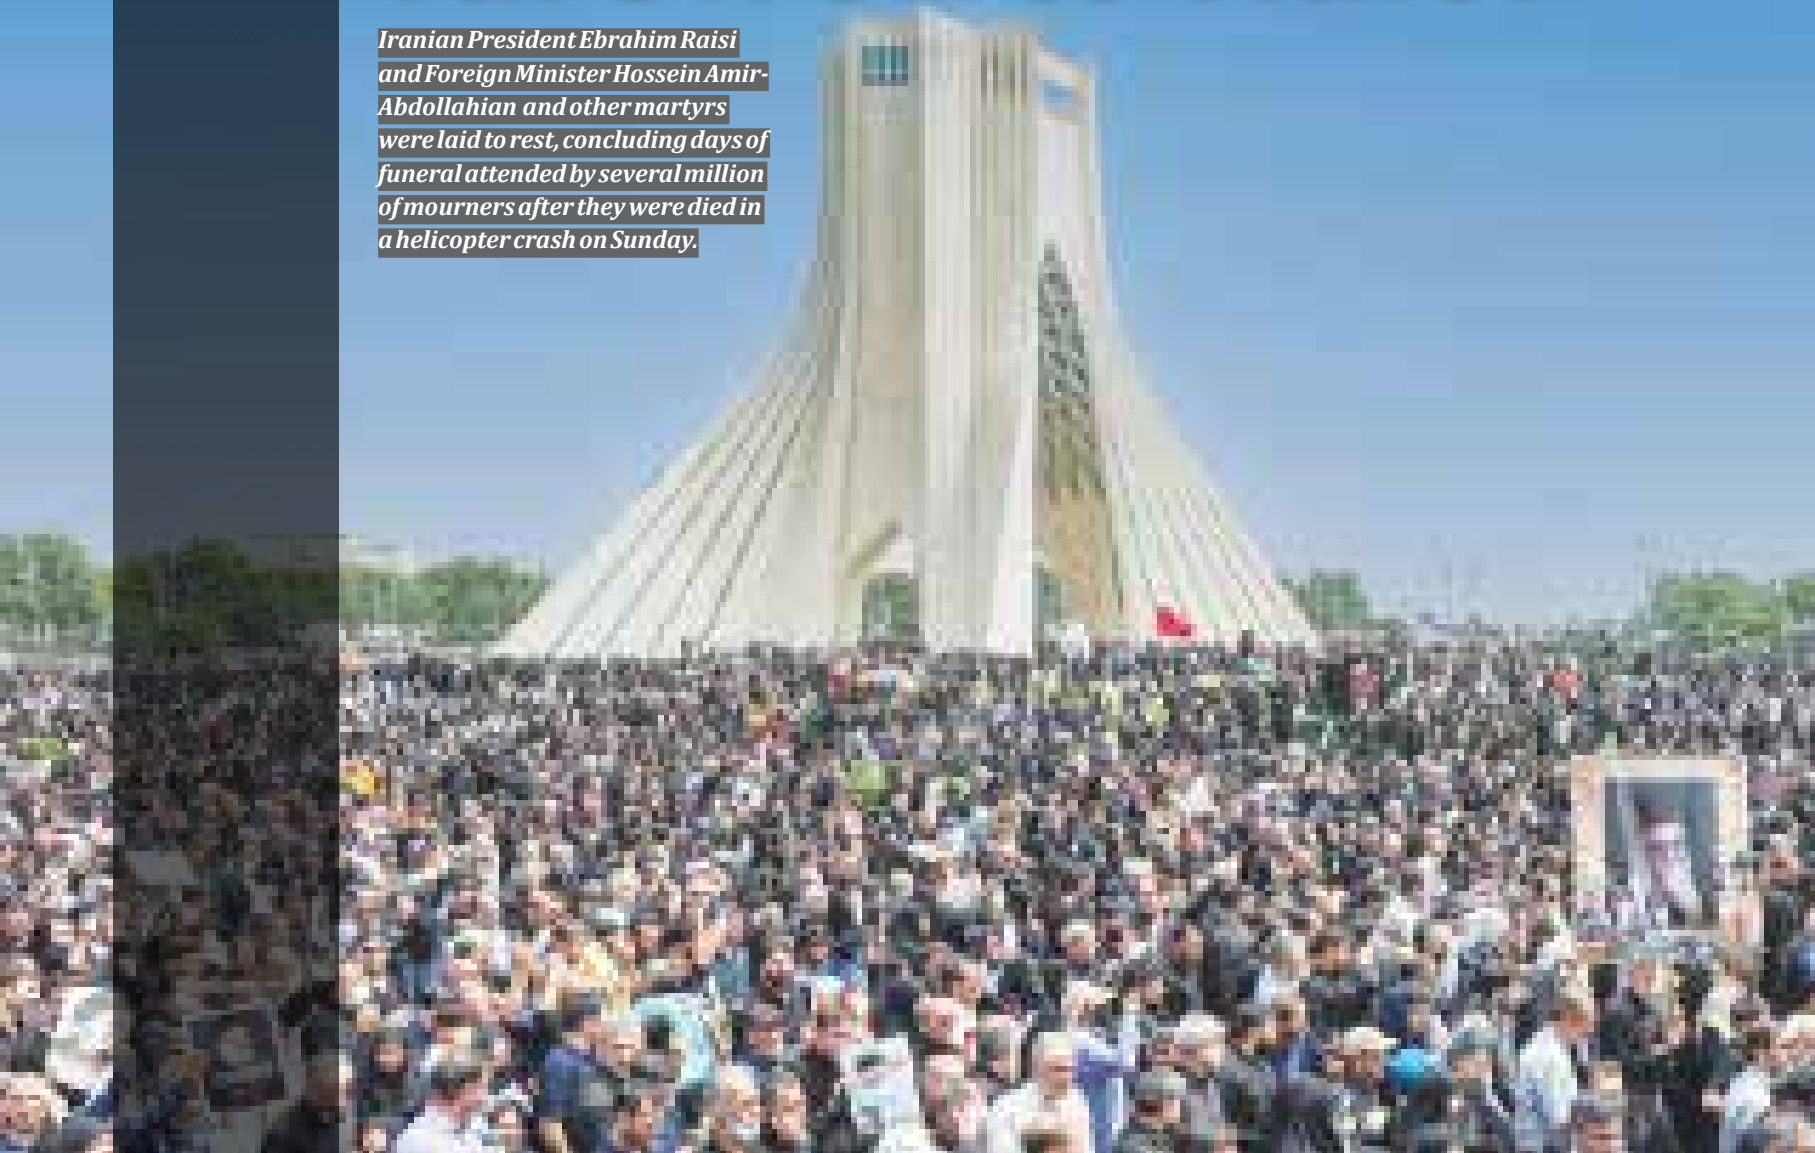 Iranian President Ebrahim Raisi
and Foreign Minister Hossein Amir-
Abdollahian and other martyrs
were laid to rest, concluding days of
funeral attended by several million
of mourners after they were died in
a helicopter crash on Sunday.